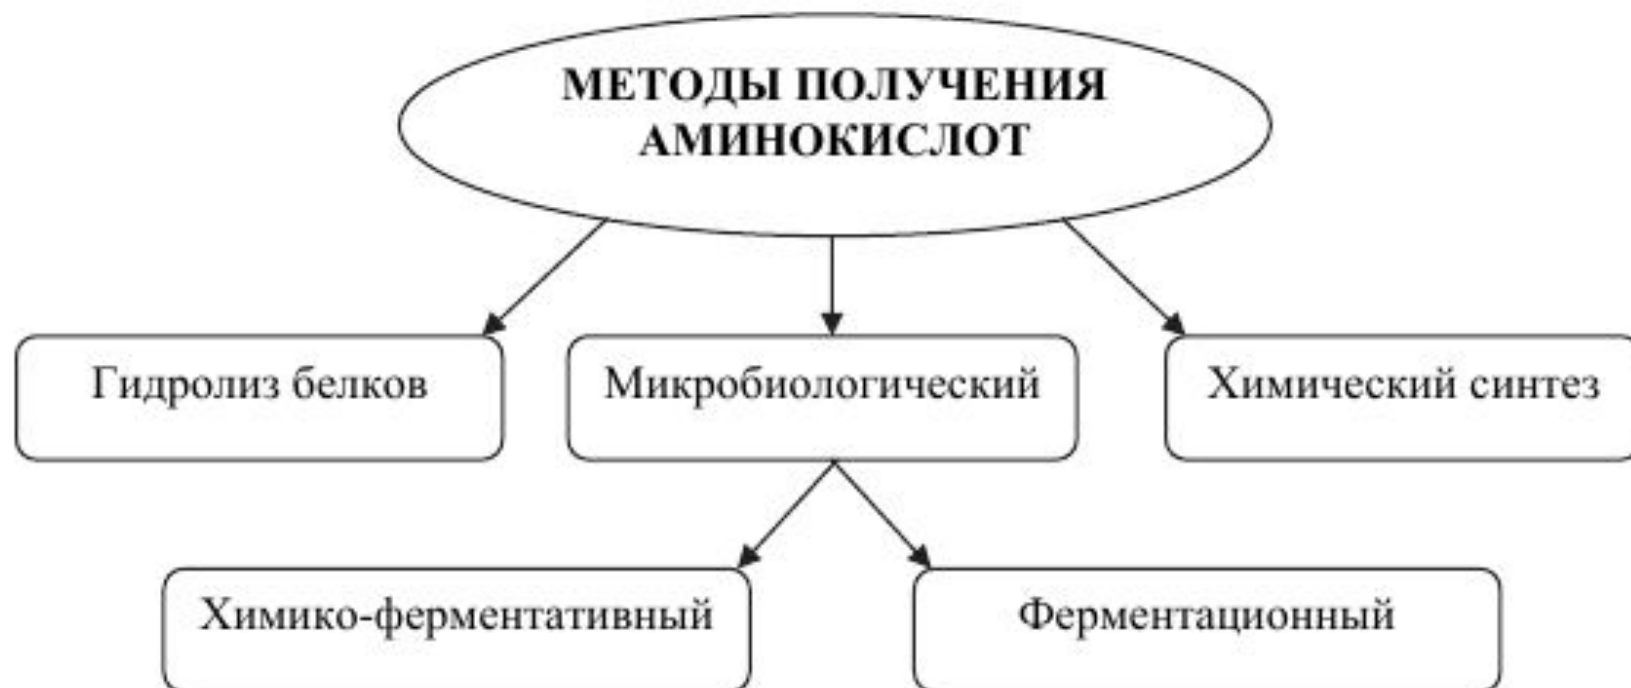 МЕТОДЫ ПОЛУЧЕНИЯ
АМИНОКИСЛОТ
Гидролиз белков
Микробиологический
Химический синтез
Химико-ферментативный
Ферментационный